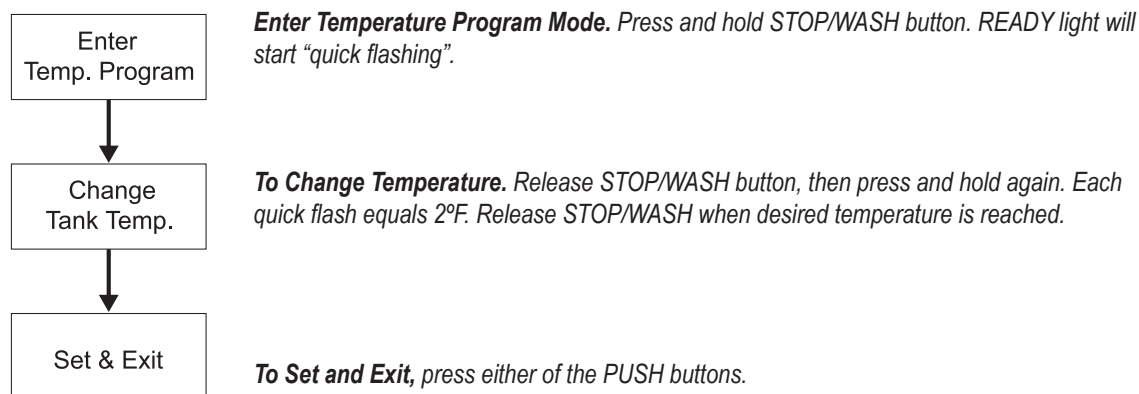 Enter
Temp. Program
Enter Temperature Program Mode. Press and hold STOP/WASH button. READY light will
start “quick flashing”.
Change
Tank Temp.
To Change Temperature. Release STOP/WASH button, then press and hold again. Each
quick flash equals 2ºF. Release STOP/WASH when desired temperature is reached.
Set & Exit
To Set and Exit, press either of the PUSH buttons.